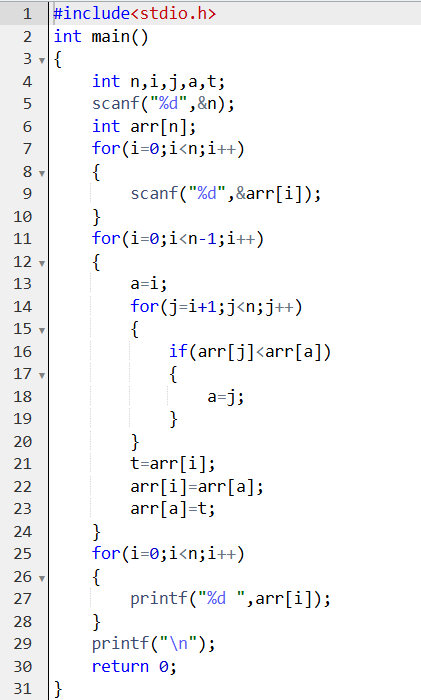 1 #include<stdio.h>
2 int main()
3 {
4     int n,i,j,a,t;
5     scanf("%d",&n);
6     int arr[n];
7     for(i=0;i<n;i++)
8     {
9         scanf("%d",&arr[i]);
10     }
11     for(i=0;i<n-1;i++)
12     {
13         a=i;
14         for(j=i+1;j<n;j++)
15         {
16             if(arr[j]<arr[a])
17             {
18                 a=j;
19             }
20         }
21         t=arr[i];
22         arr[i]=arr[a];
23         arr[a]=t;
24     }
25     for(i=0;i<n;i++)
26     {
27         printf("%d ",arr[i]);
28     }
29     printf("\n");
30     return 0;
31 }